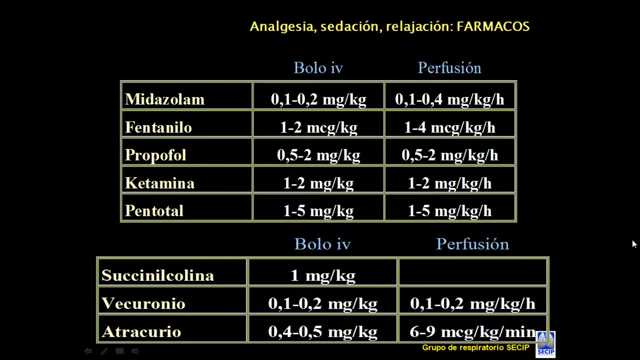 Analgesia, sedación, relajación: FARMACOS
Bolo iv Perfusión
Midazolam 0,1-0,2 mg/kg 0,1-0,4 mg/kg/h
Fentanilo 1-2 mcg/kg 1-4 mcg/kg/h
Propofol 0,5-2 mg/kg 0,5-2 mg/kg/h
Ketamina 1-2 mg/kg 1-2 mg/kg/h
Pentotal 1-5 mg/kg 1-5 mg/kg/h
Bolo iv Perfusión
Succinilcolina 1 mg/kg
Vecuronio 0,1-0,2 mg/kg 0,1-0,2 mg/kg/h
Atracurio 0,4-0,5 mg/kg 6-9 mcg/kg/min
Grupo de respiratorio SECIP
SECIP